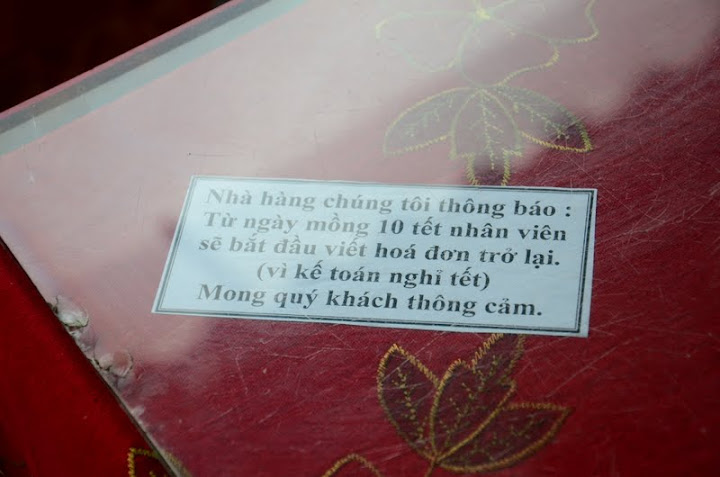 Nhà hàng chúng tôi thông báo :
Từ ngày mồng 10 tết nhân viên
sẽ bắt đầu viết hoá đơn trở lại.
(vì kế toán nghỉ tết)
Mong quý khách thông cảm.